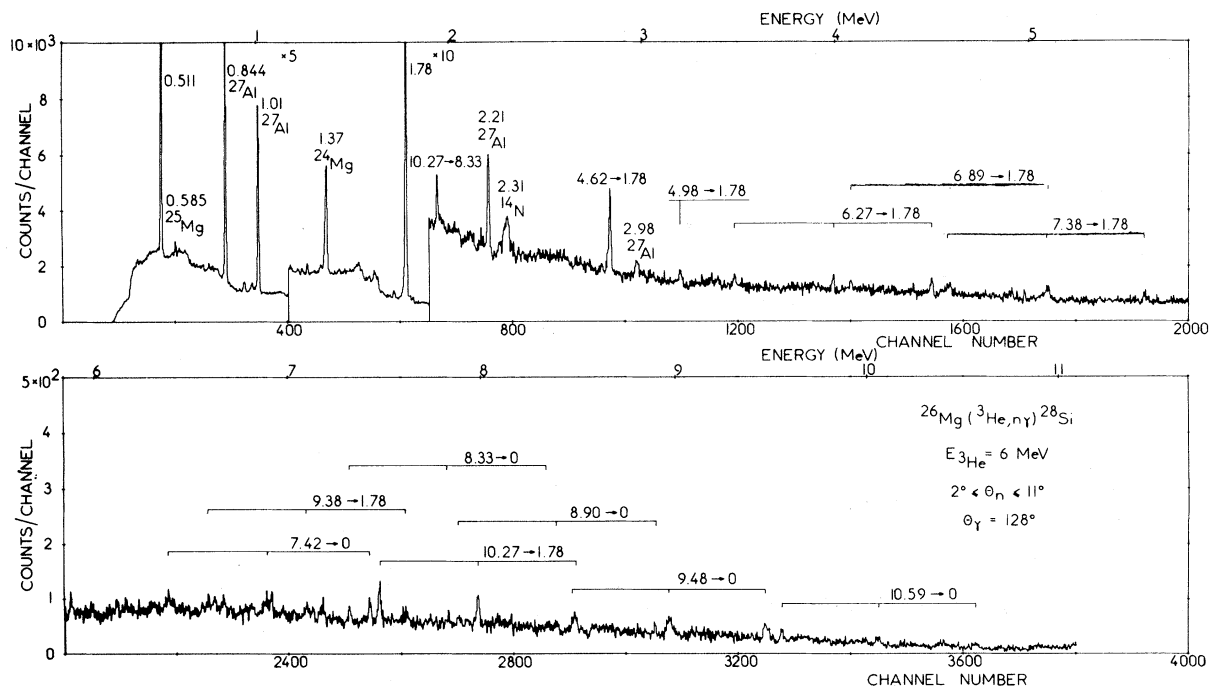 ENERGY (MeV)
1 2 3 4 5
10×10³
8
6
4
2
0
COUNTS/CHANNEL
0.511
0.585
²⁵Mg
0.844
²⁷Al
×5
1.01
²⁷Al
1.37
²⁴Mg
1.78
×10
10.27→8.33
2.21
²⁷Al
2.31
¹⁴N
4.62→1.78
2.98
²⁷Al
4.98→1.78
6.89→1.78
6.27→1.78
7.38→1.78
400 800 1200 1600 2000
CHANNEL NUMBER
ENERGY (MeV)
6 7 8 9 10 11
5×10²
4
3
2
1
0
COUNTS/CHANNEL
8.33→0
9.38→1.78
8.90→0
7.42→0
10.27→1.78
9.48→0
10.59→0
²⁶Mg(³He,nγ)²⁸Si
E₃He = 6 MeV
2° ≤ θn ≤ 11°
θγ = 128°
2400 2800 3200 3600 4000
CHANNEL NUMBER